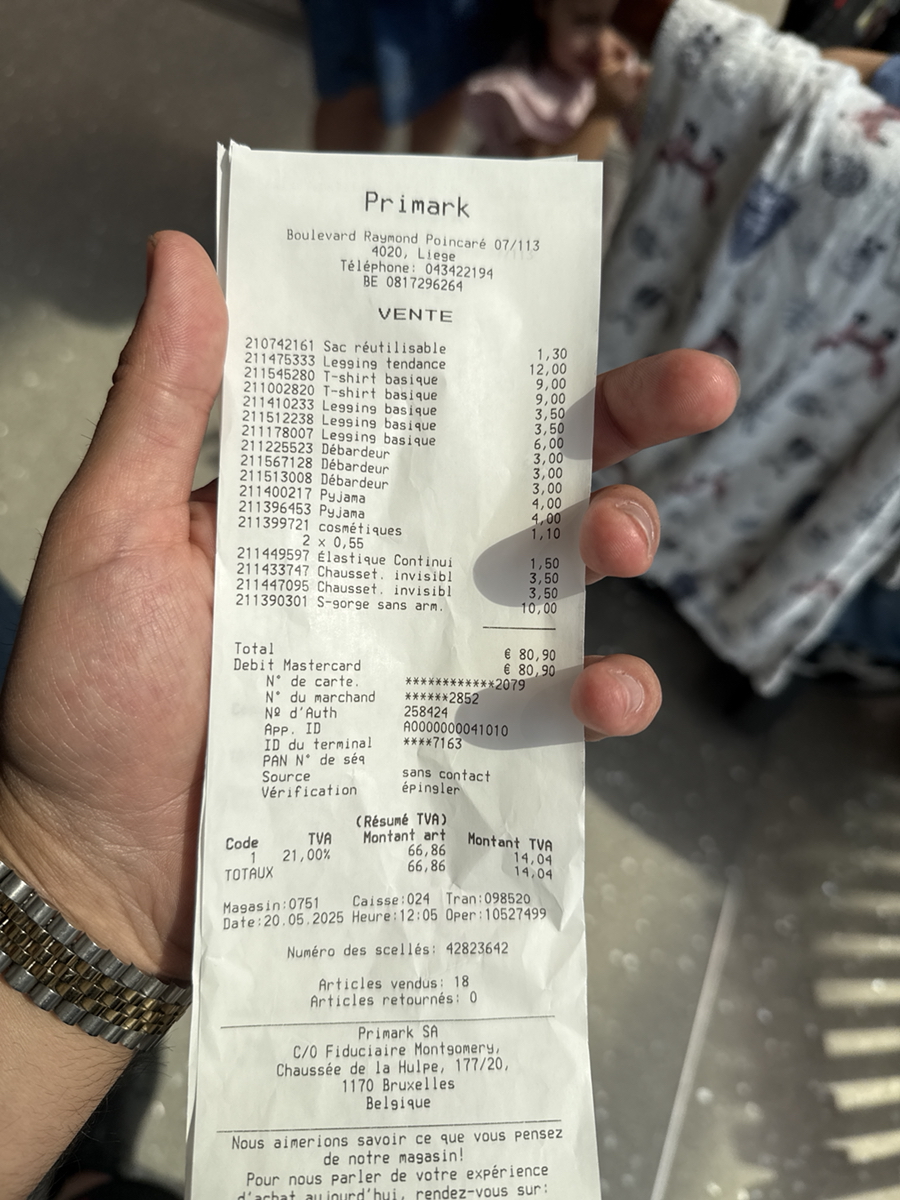 Primark
Boulevard Raymond Poincaré 07/113
4020, Liege
Téléphone: 043422194
BE 0817296264
VENTE
210742161 Sac réutilisable 1,30
211475333 Legging tendance 12,00
211545280 T-shirt basique 9,00
211002820 T-shirt basique 9,00
211410233 Legging basique 3,50
211512238 Legging basique 3,50
211178007 Legging basique 6,00
211225523 Débardeur 3,00
211567128 Débardeur 3,00
211513008 Débardeur 3,00
211400217 Pyjama 4,00
211396453 Pyjama 4,00
211399721 cosmétiques 1,10
2 x 0,55
211449597 Élastique Continui 1,50
211433747 Chausset. invisibl 3,50
211447095 Chausset. invisibl 3,50
211390301 S-gorge sans arm. 10,00
Total € 80,90
Debit Mastercard € 80,90
N° de carte. ************2079
N° du marchand ******2852
Nº d'Auth 258424
App. ID A0000000041010
ID du terminal ****7163
PAN N° de séq
Source sans contact
Vérification épingler
(Résumé TVA)
Code TVA Montant art Montant TVA
1 21,00% 66,86 14,04
TOTAUX 66,86 14,04
Magasin:0751 Caisse:024 Tran:098520
Date:20.05.2025 Heure:12:05 Oper:10527499
Numéro des scellés: 42823642
Articles vendus: 18
Articles retournés: 0
Primark SA
C/O Fiduciaire Montgomery,
Chaussée de la Hulpe, 177/20,
1170 Bruxelles
Belgique
Nous aimerions savoir ce que vous pensez
de notre magasin!
Pour nous parler de votre expérience
d'achat aujourd'hui, rendez-vous sur: